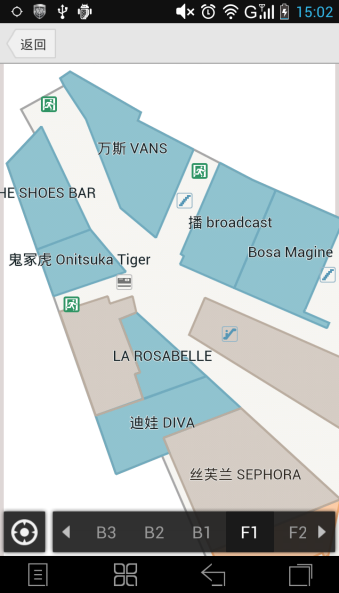 G 15:02
返回
万斯 VANS
HE SHOES BAR
播 broadcast
Bosa Magine
鬼冢虎 Onitsuka Tiger
LA ROSABELLE
迪娃 DIVA
丝芙兰 SEPHORA
B3 B2 B1 F1 F2